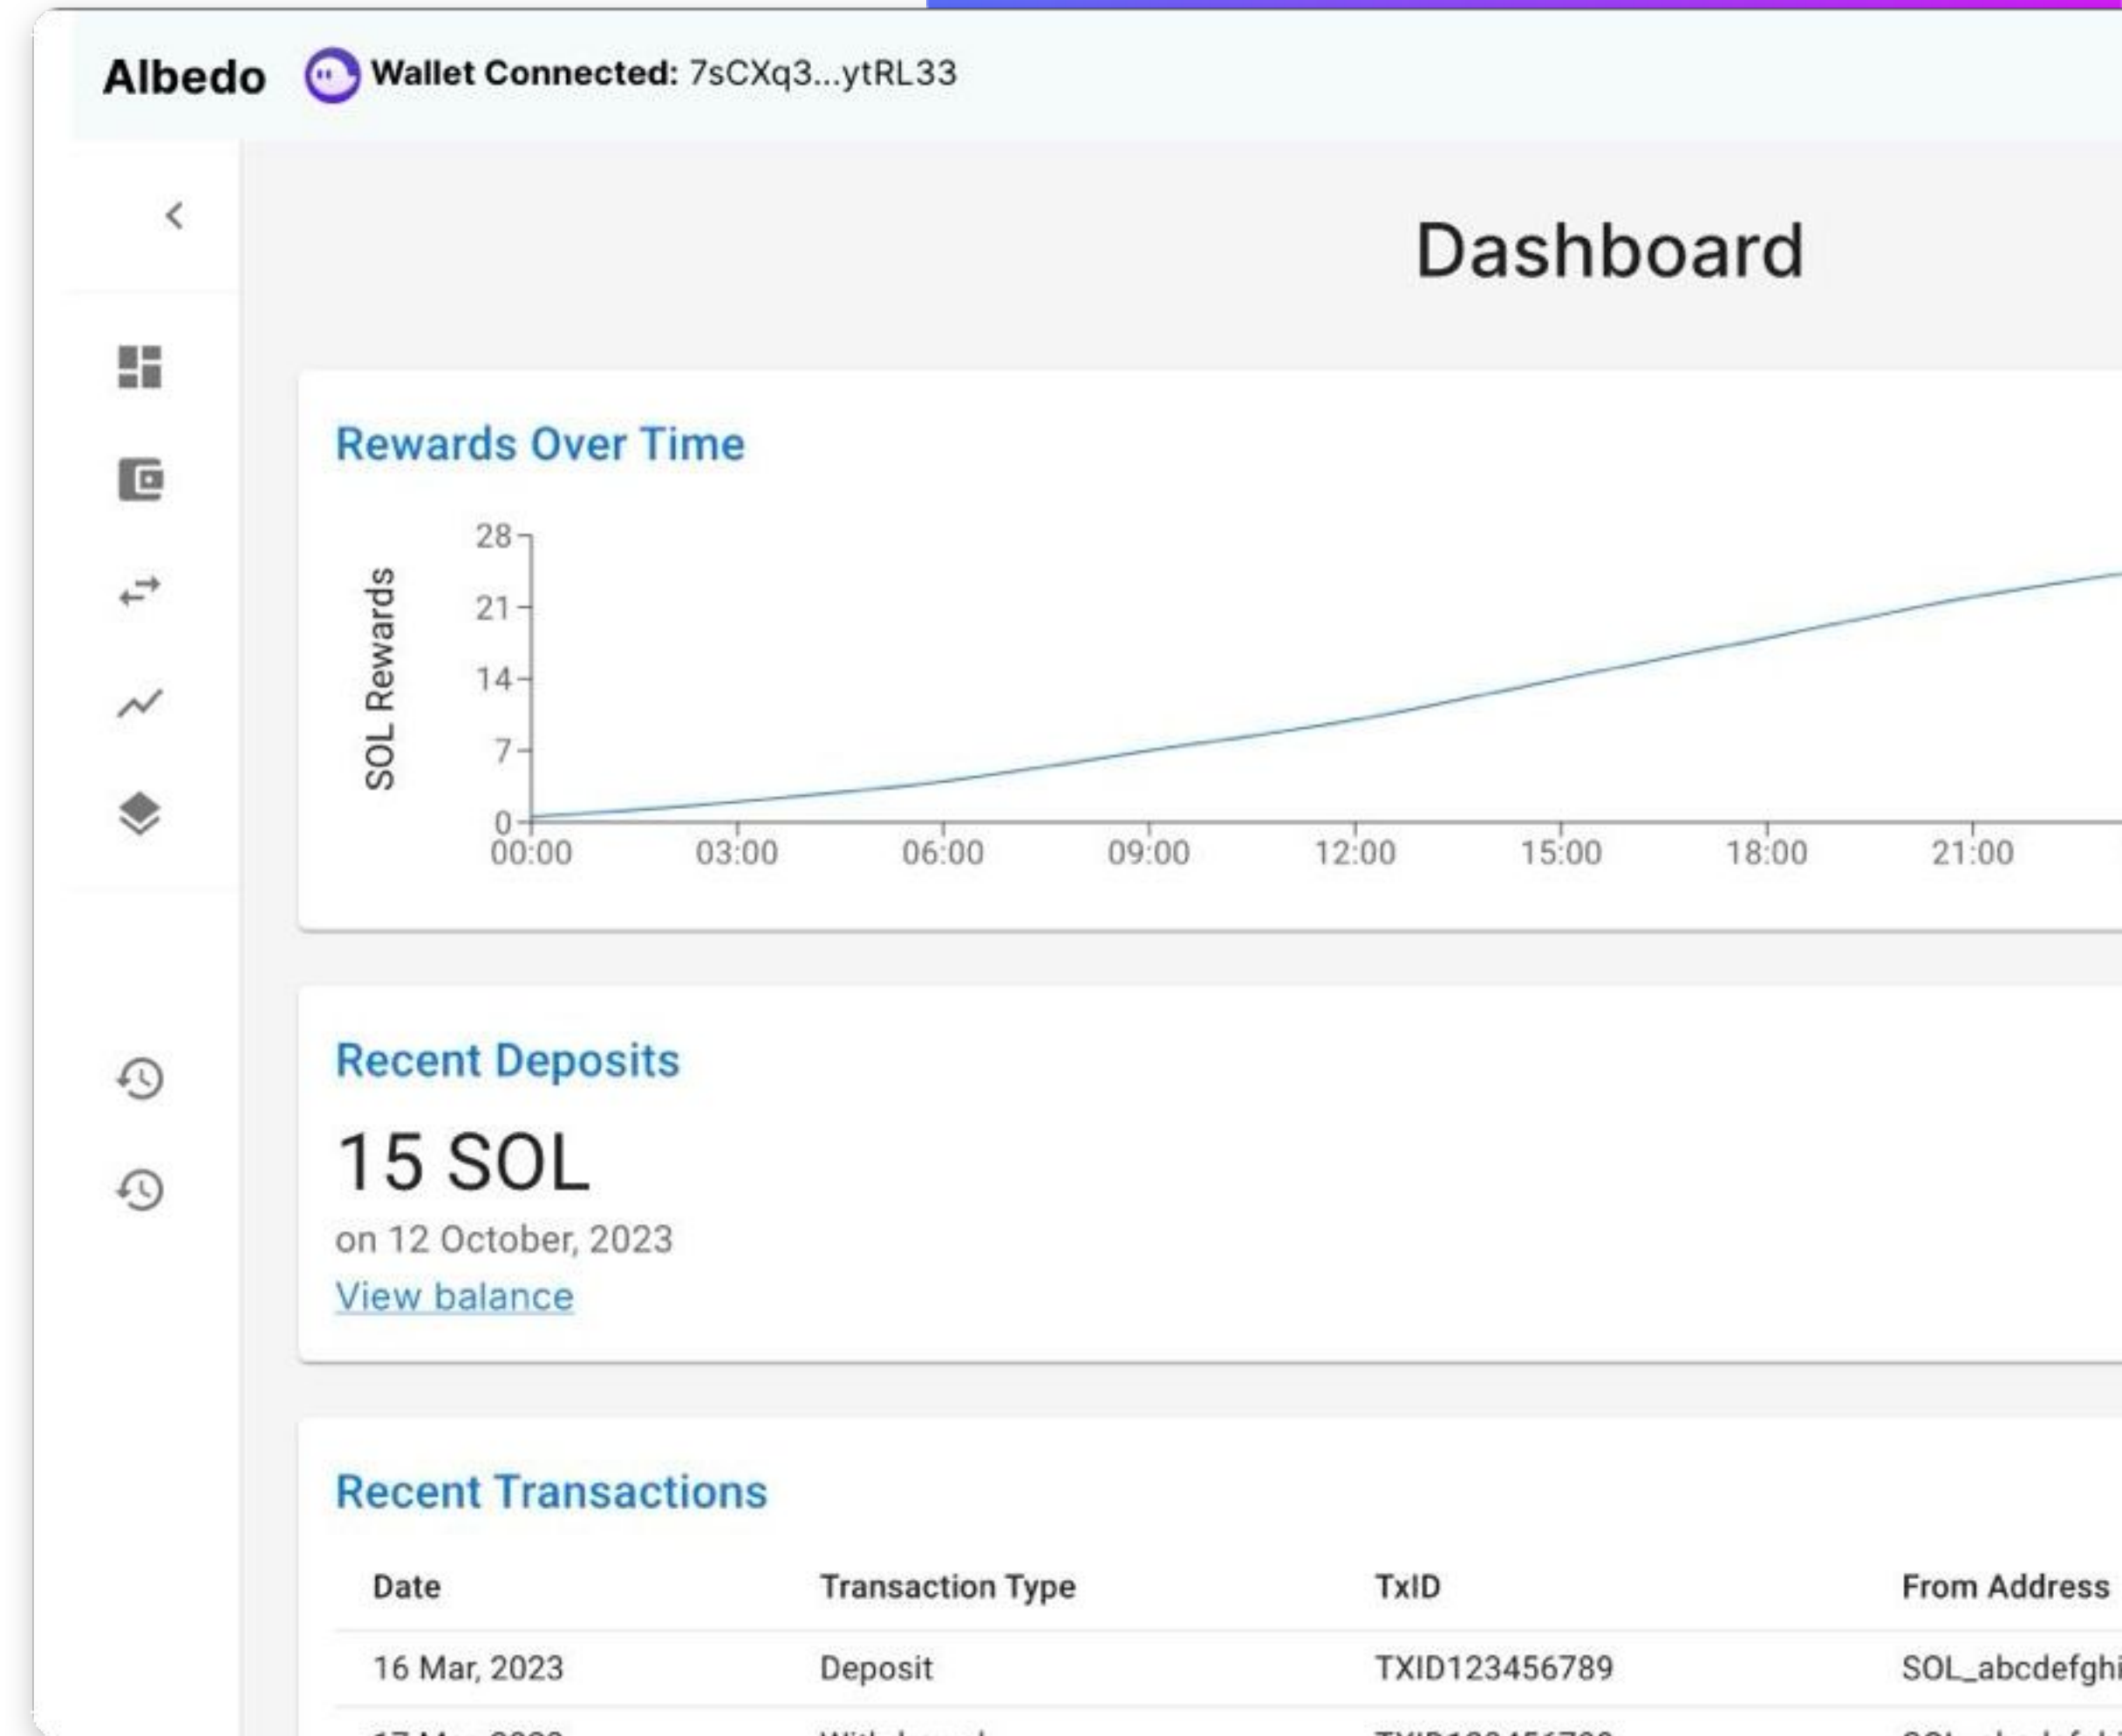 Albedo Wallet Connected: 7sCXq3...ytRL33
Dashboard
Rewards Over Time
SOL Rewards
28
21
14
7
0
00:00 03:00 06:00 09:00 12:00 15:00 18:00 21:00
Recent Deposits
15 SOL
on 12 October, 2023
View balance
Recent Transactions
Date Transaction Type TxID From Address
16 Mar, 2023 Deposit TXID123456789 SOL_abcdefghi